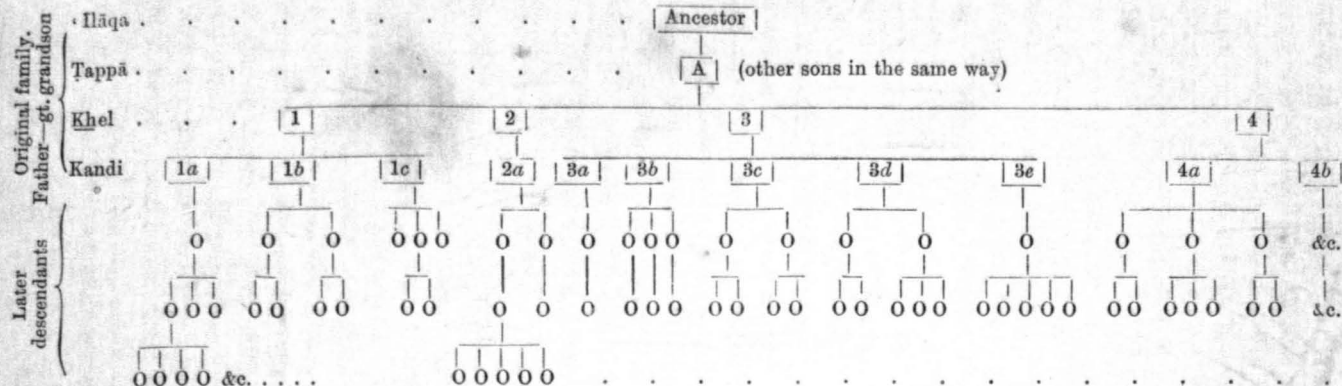 Original family.
Father—gt. grandson
Later
descendants
‘Ilāqa . . . . . . . . . . . . Ancestor
Ṭappā . . . . . . . . . . . . A (other sons in the same way)
Khel . . . . 1 2 3 4
Kandi 1a 1b 1c 2a 3a 3b 3c 3d 3e 4a 4b
O O O O O O O O O O O O O O O O O O O O &c.
O O O O O O O O O O O O O O O O O O O O O O O O O O O O O O O O O O O O O &c.
O O O O &c. . . . . O O O O O . . . . . . . . . . . . . .